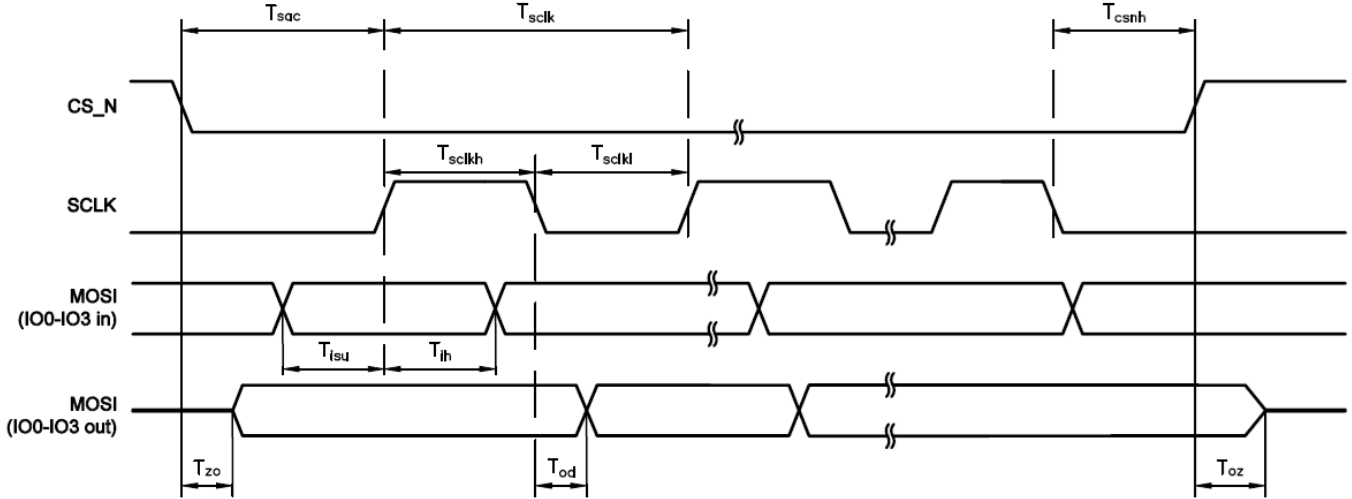 Tsac Tsclk Tcsnh
CS_N
Tsclkh Tsclkl
SCLK
MOSI
(IO0-IO3 in)
Tisu Tih
MOSI
(IO0-IO3 out)
Tzo Tod Toz